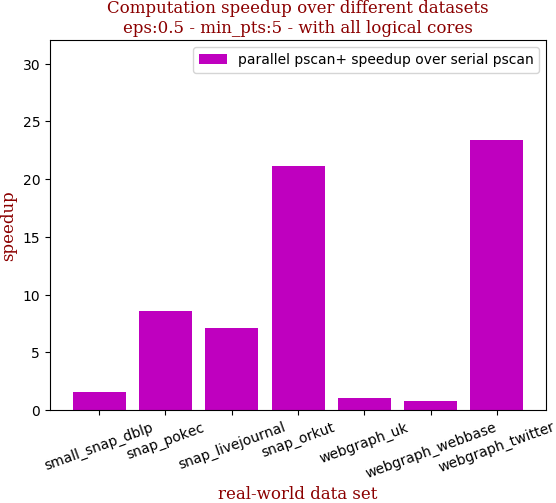 Computation speedup over different datasets
eps:0.5 - min_pts:5 - with all logical cores
parallel pscan+ speedup over serial pscan
speedup
30
25
20
15
10
5
0
small_snap_dblp
snap_pokec
snap_livejournal
snap_orkut
webgraph_uk
webgraph_webbase
webgraph_twitter
real-world data set